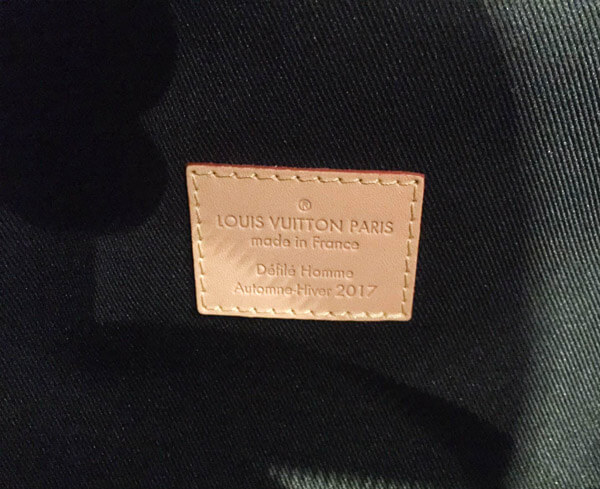 ®
LOUIS VUITTON PARIS
made in France
Défilé Homme
Automne-Hiver 2017